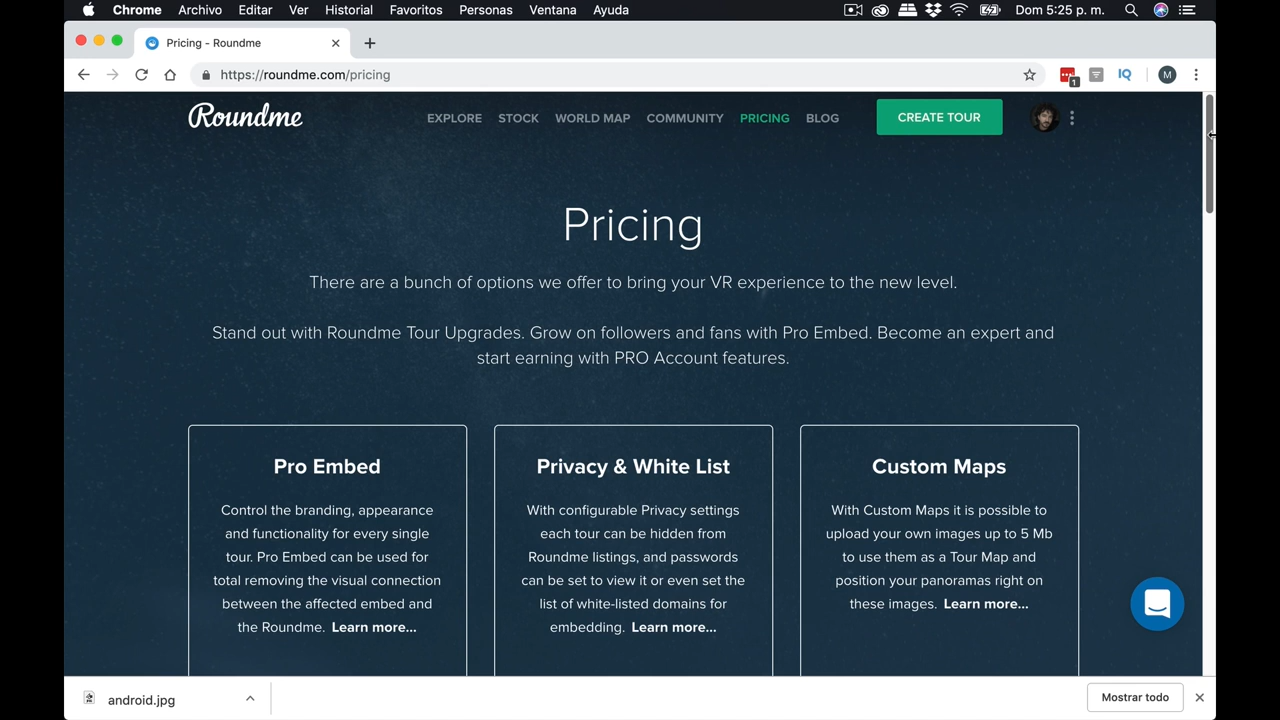 Chrome Archivo Editar Ver Historial Favoritos Personas Ventana Ayuda Dom 5:25 p. m.
Pricing - Roundme
https://roundme.com/pricing
1
IQ
M
Roundme EXPLORE STOCK WORLD MAP COMMUNITY PRICING BLOG CREATE TOUR
Pricing
There are a bunch of options we offer to bring your VR experience to the new level.
Stand out with Roundme Tour Upgrades. Grow on followers and fans with Pro Embed. Become an expert and
start earning with PRO Account features.
Pro Embed
Control the branding, appearance
and functionality for every single
tour. Pro Embed can be used for
total removing the visual connection
between the affected embed and
the Roundme. Learn more...
Privacy & White List
With configurable Privacy settings
each tour can be hidden from
Roundme listings, and passwords
can be set to view it or even set the
list of white-listed domains for
embedding. Learn more...
Custom Maps
With Custom Maps it is possible to
upload your own images up to 5 Mb
to use them as a Tour Map and
position your panoramas right on
these images. Learn more...
android.jpg
Mostrar todo